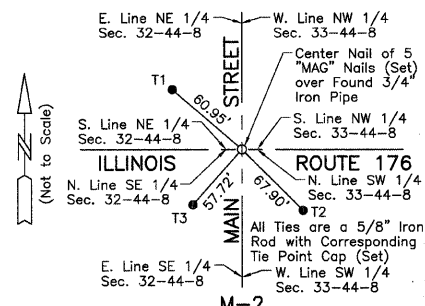 E. Line NE 1/4
Sec. 32-44-8
W. Line NW 1/4
Sec. 33-44-8
STREET
Center Nail of 5
"MAG" Nails (Set)
over Found 3/4"
Iron Pipe
T1
60.95'
(Not to Scale)
N
S. Line NE 1/4
Sec. 32-44-8
S. Line NW 1/4
Sec. 33-44-8
ILLINOIS
ROUTE 176
N. Line SE 1/4
Sec. 32-44-8
N. Line SW 1/4
Sec. 33-44-8
57.72'
67.90'
T3
T2
MAIN
All Ties are a 5/8" Iron
Rod with Corresponding
Tie Point Cap (Set)
E. Line SE 1/4
Sec. 32-44-8
W. Line SW 1/4
Sec. 33-44-8
M-2